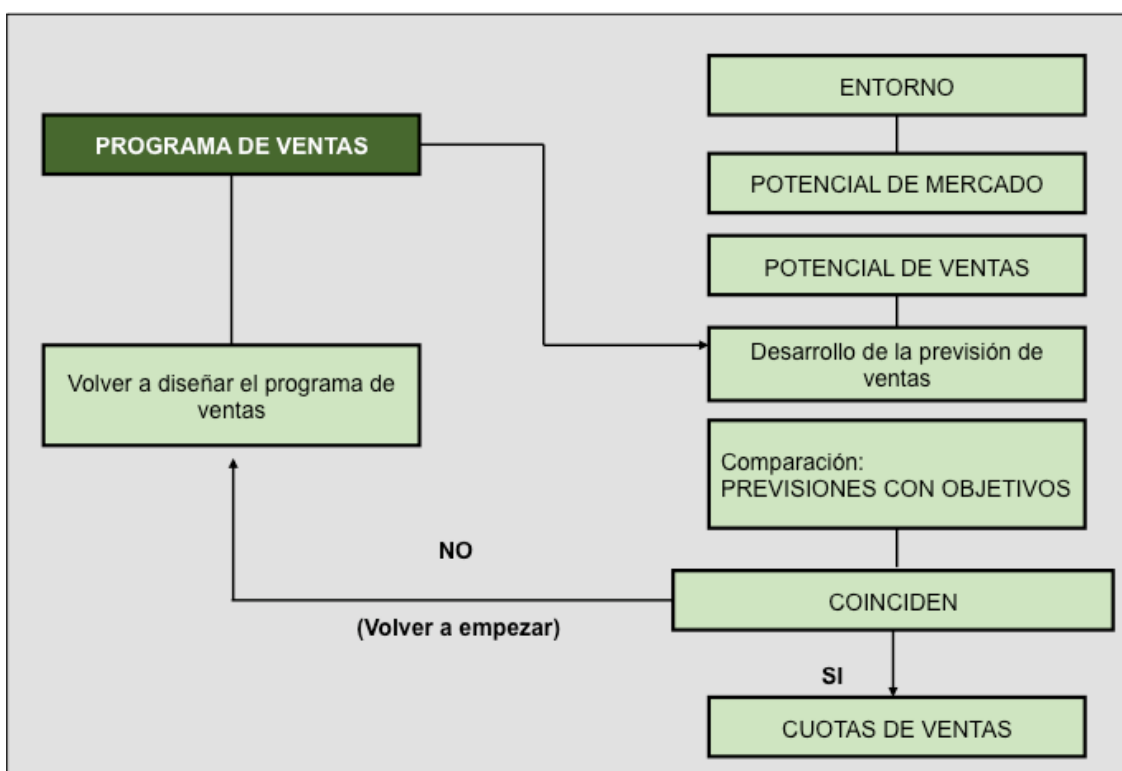 PROGRAMA DE VENTAS
Volver a diseñar el programa de
ventas
ENTORNO
POTENCIAL DE MERCADO
POTENCIAL DE VENTAS
Desarrollo de la previsión de
ventas
Comparación:
PREVISIONES CON OBJETIVOS
COINCIDEN
NO
(Volver a empezar)
SI
CUOTAS DE VENTAS